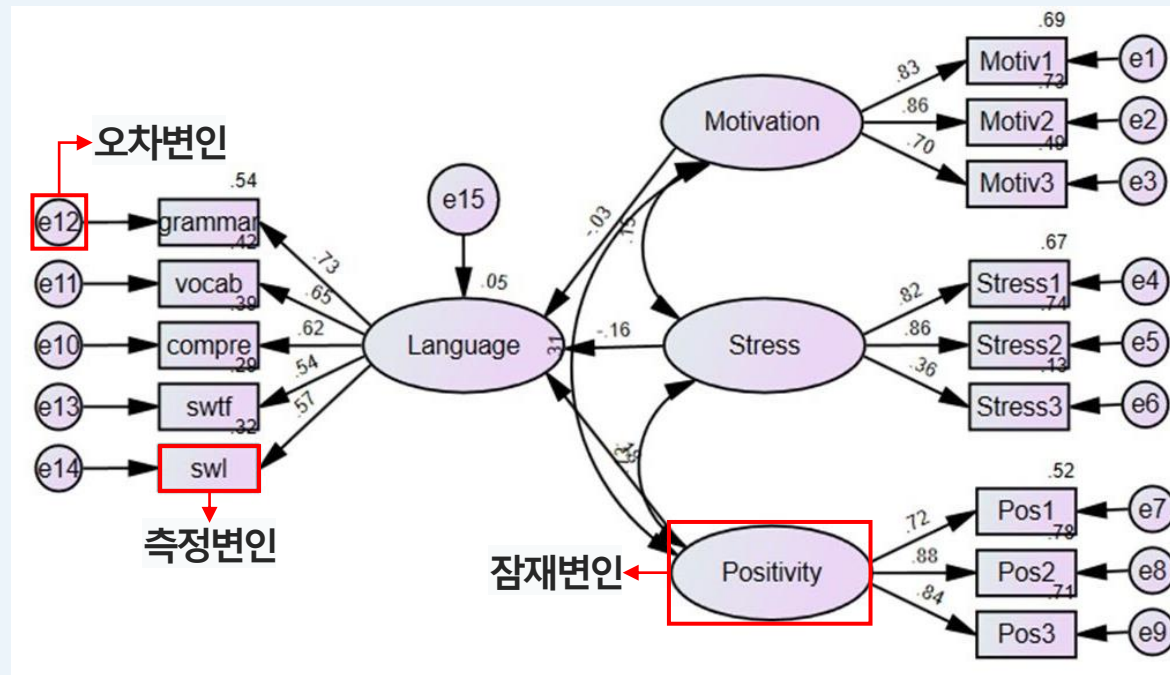 오차변인
.54
e12
grammar
.42
e11
vocab
.39
e10
compre
.29
e13
swtf
.32
e14
swl
측정변인
.73
.65
.62
.54
.57
e15
.05
Language
-.03
.15
-.16
.31
Motivation
Stress
잠재변인
Positivity
.83
.86
.70
.69
Motiv1
e1
.73
Motiv2
e2
.49
Motiv3
e3
.82
.86
.36
.67
Stress1
e4
.74
Stress2
e5
.13
Stress3
e6
.72
.88
.84
.52
Pos1
e7
.78
Pos2
e8
.71
Pos3
e9